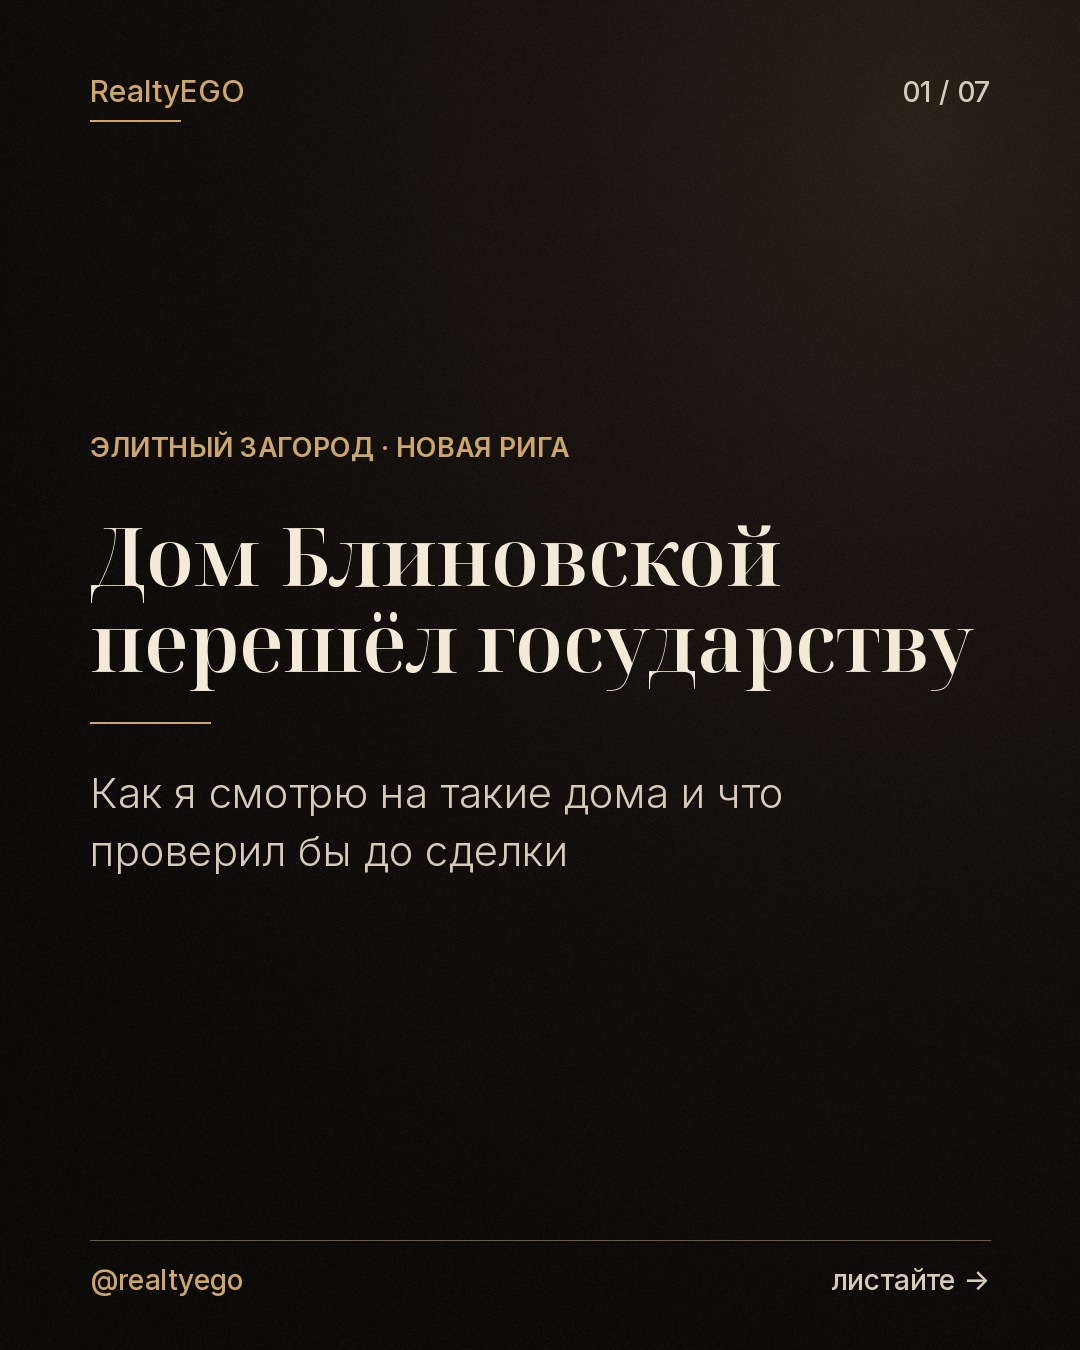 RealtyEGO
01 / 07
ЭЛИТНЫЙ ЗАГОРОД · НОВАЯ РИГА
Дом Блиновской
перешёл государству
Как я смотрю на такие дома и что
проверил бы до сделки
@realtyego
листайте →